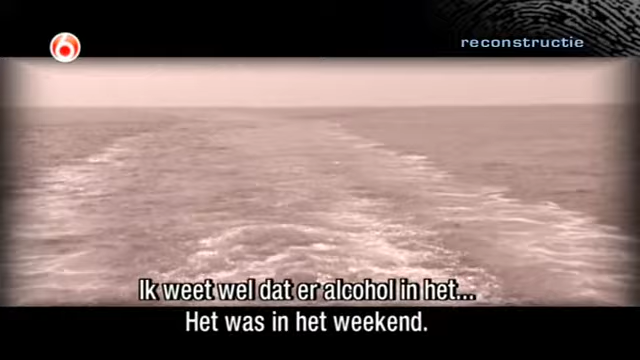 6
reconstructie
Ik weet wel dat er alcohol in het...
Het was in het weekend.